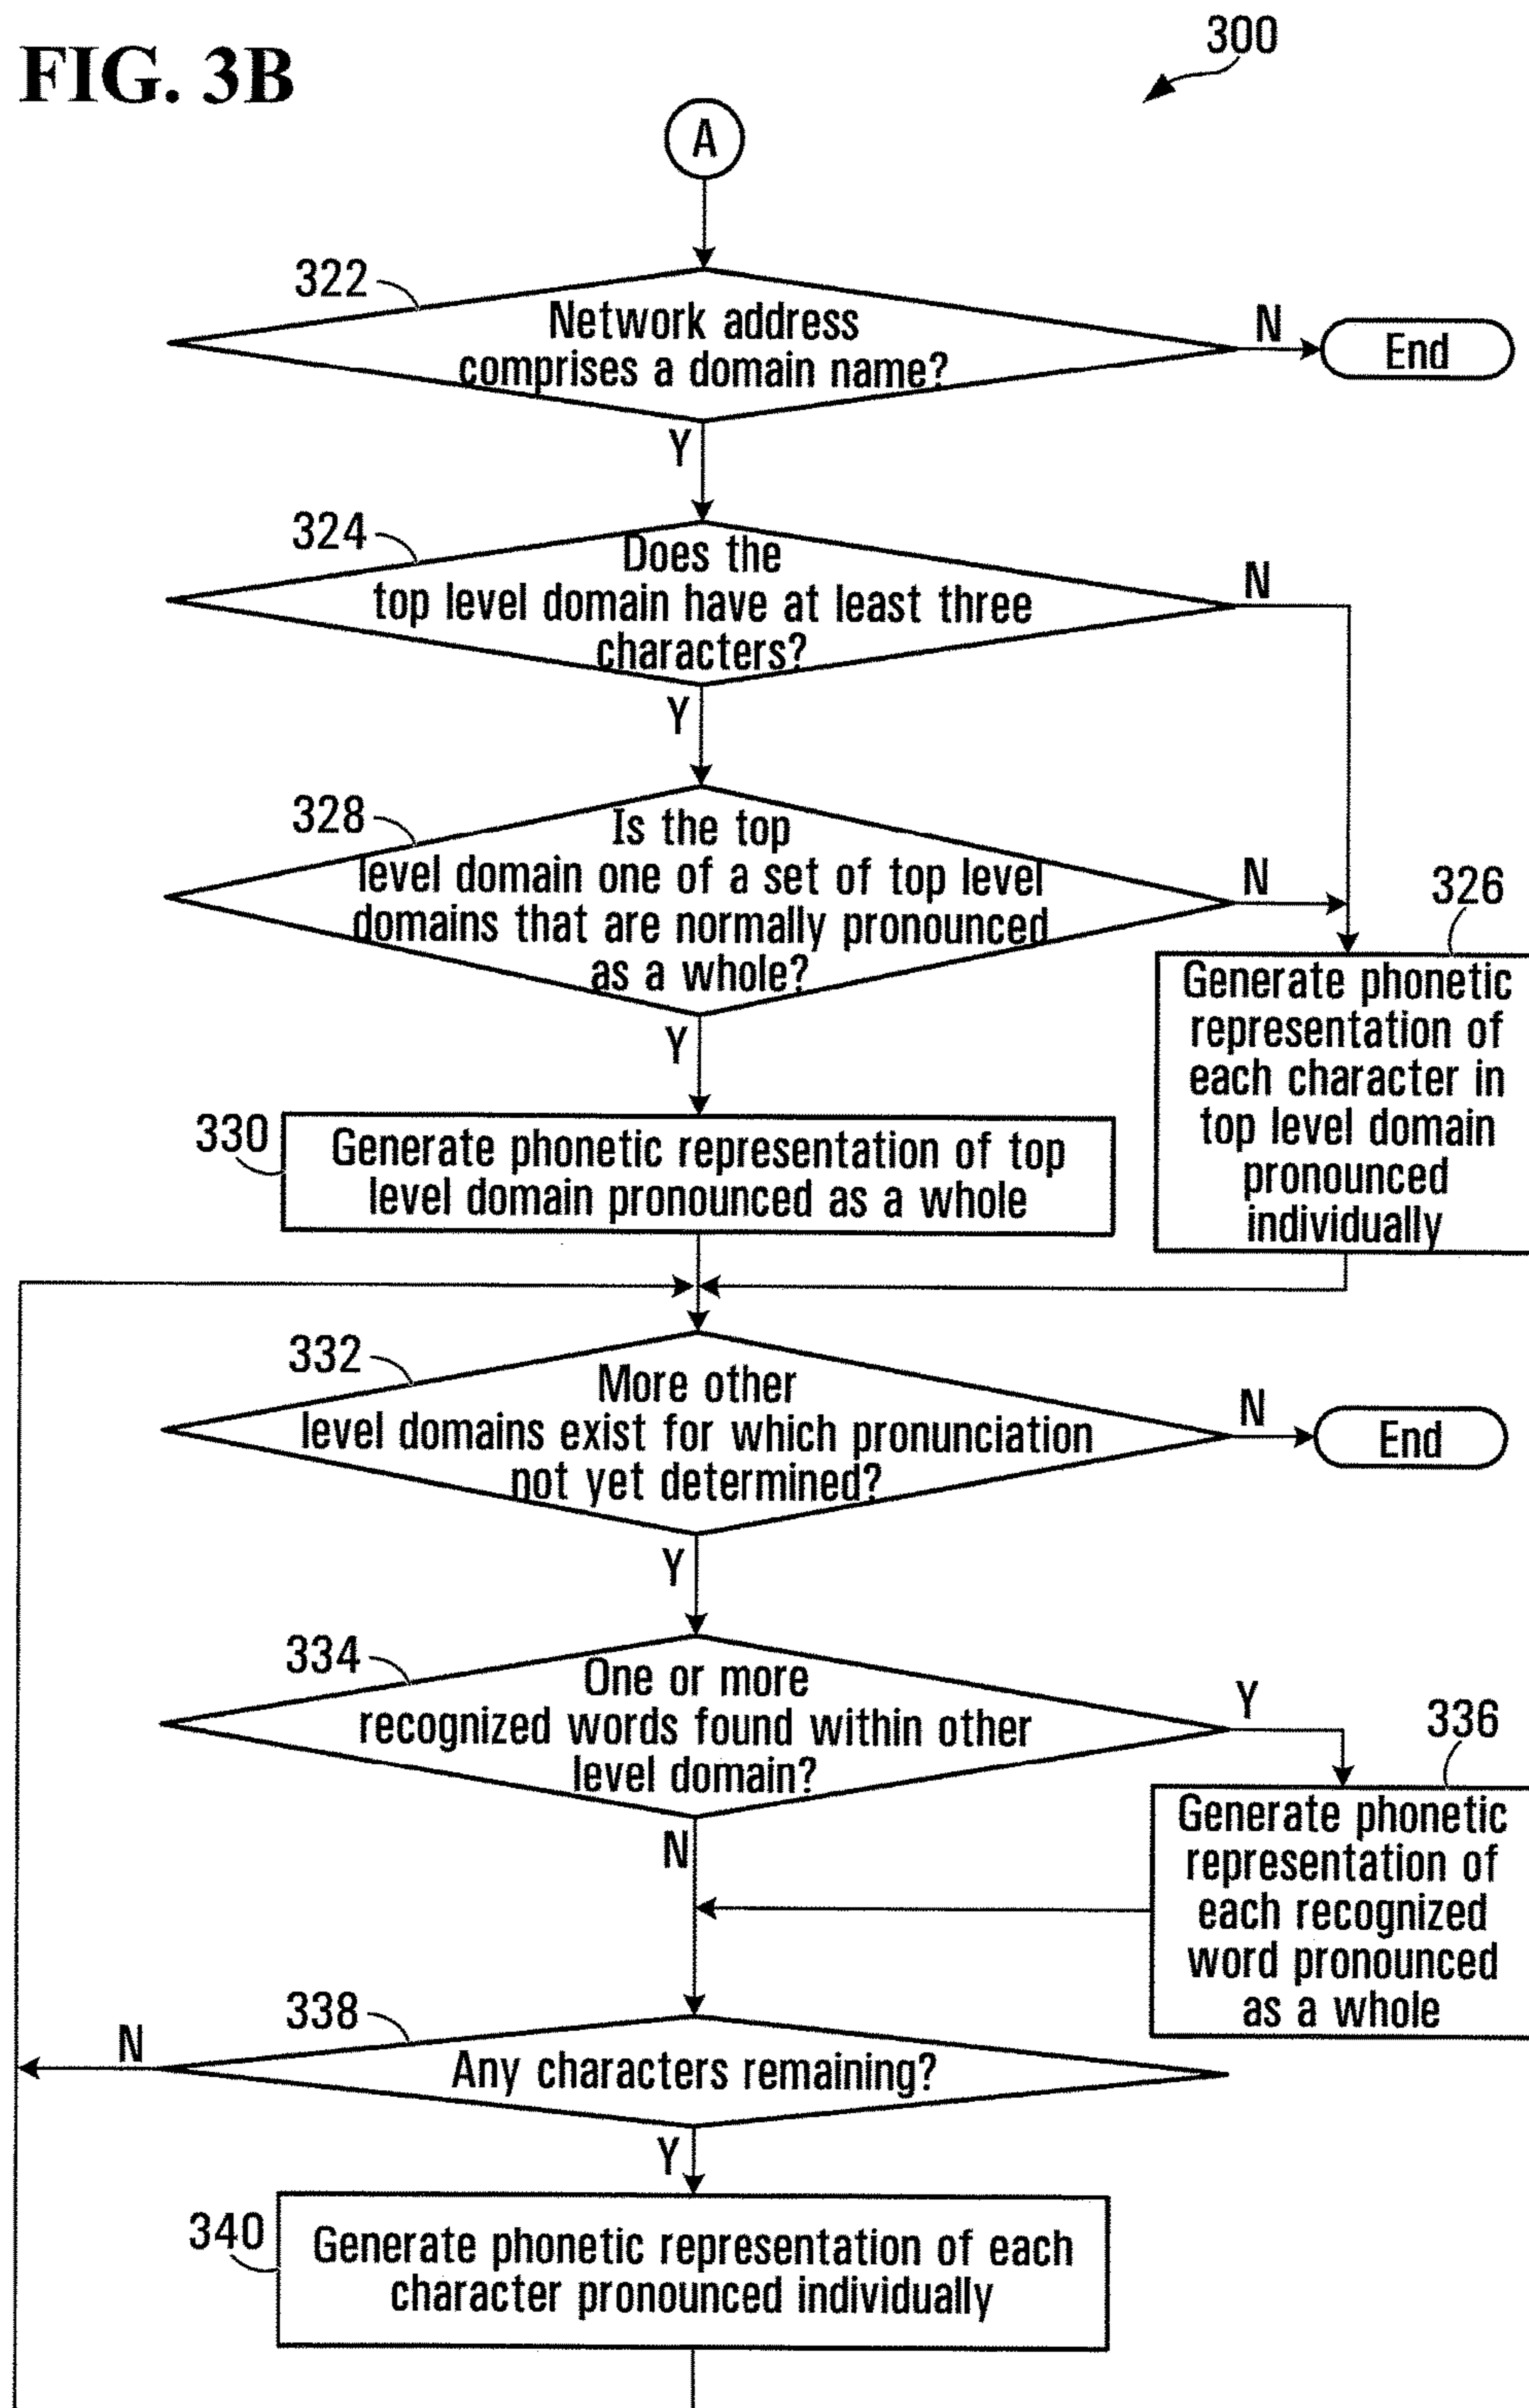 FIG. 3B
300
A
322
Network address
comprises a domain name?
N
End
Y
324
Does the
top level domain have at least three
characters?
N
Y
328
Is the top
level domain one of a set of top level
domains that are normally pronounced
as a whole?
N
Y
326
Generate phonetic
representation of
each character in
top level domain
pronounced
individually
330
Generate phonetic representation of top
level domain pronounced as a whole
332
More other
level domains exist for which pronunciation
not yet determined?
N
End
Y
334
One or more
recognized words found within other
level domain?
Y
N
336
Generate phonetic
representation of
each recognized
word pronounced
as a whole
338
Any characters remaining?
N
Y
340
Generate phonetic representation of each
character pronounced individually